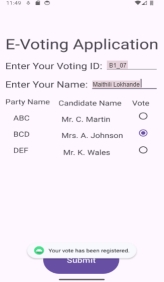 11:49
E-Voting Application
Enter Your Voting ID: B1_07
Enter Your Name: Maithili Lokhande
Party Name Candidate Name Vote
ABC Mr. C. Martin
BCD Mrs. A. Johnson
DEF Mr. K. Wales
Your vote has been registered.
Submit